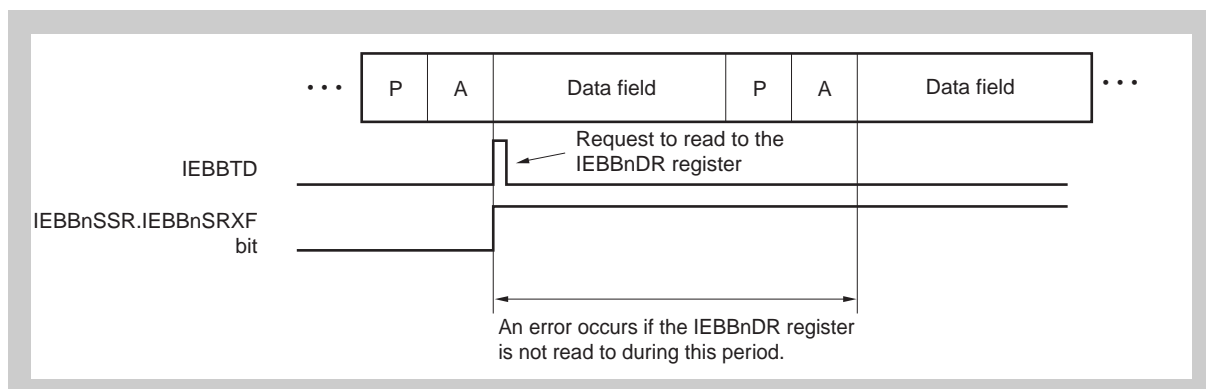 ••• P A Data field P A Data field •••
Request to read to the
IEBBnDR register
IEBBTD
IEBBnSSR.IEBBnSRXF
bit
An error occurs if the IEBBnDR register
is not read to during this period.